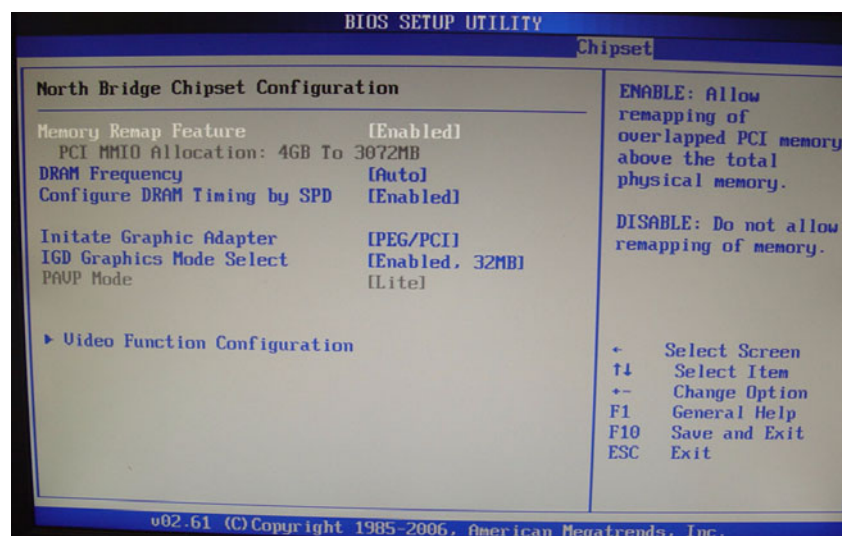 BIOS SETUP UTILITY
Chipset
North Bridge Chipset Configuration
Memory Remap Feature [Enabled]
PCI MMIO Allocation: 4GB To 3072MB
DRAM Frequency [Auto]
Configure DRAM Timing by SPD [Enabled]
Initate Graphic Adapter [PEG/PCI]
IGD Graphics Mode Select [Enabled, 32MB]
PAVP Mode [Lite]
▶ Video Function Configuration
ENABLE: Allow
remapping of
overlapped PCI memory
above the total
physical memory.
DISABLE: Do not allow
remapping of memory.
← Select Screen
↑↓ Select Item
+- Change Option
F1 General Help
F10 Save and Exit
ESC Exit
v02.61 (C)Copyright 1985-2006, American Megatrends, Inc.